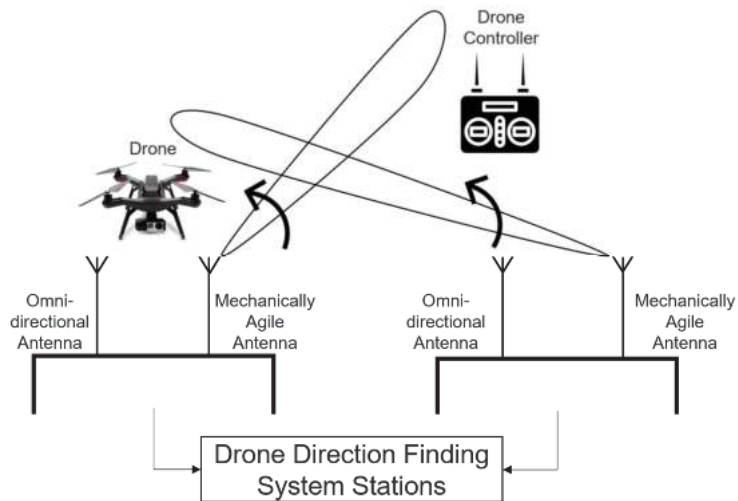 Drone
Controller
Drone
Omni-
directional
Antenna
Mechanically
Agile
Antenna
Omni-
directional
Antenna
Mechanically
Agile
Antenna
Drone Direction Finding
System Stations